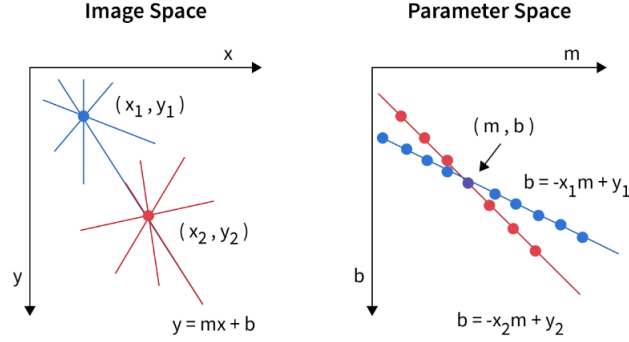 Image Space
x
(x₁, y₁)
(x₂, y₂)
y
y = mx + b
Parameter Space
m
(m, b)
b = -x₁m + y₁
b
b = -x₂m + y₂